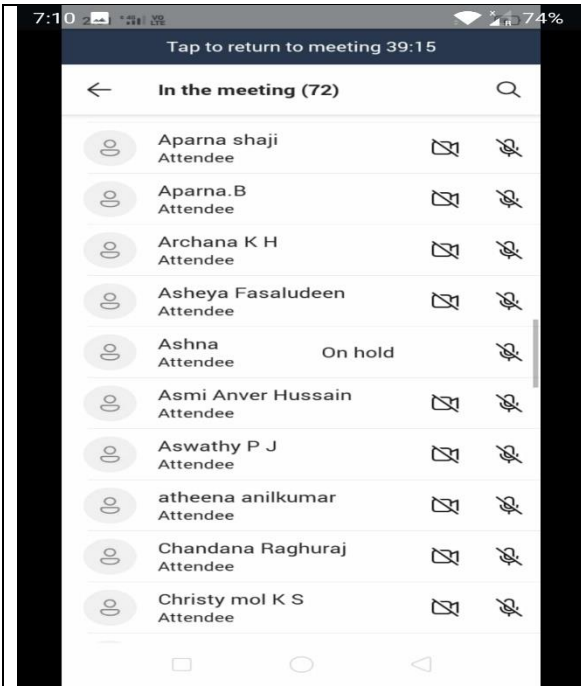 7:10 74%
Tap to return to meeting 39:15
In the meeting (72)
Aparna shaji
Attendee
Aparna.B
Attendee
Archana K H
Attendee
Asheya Fasaludeen
Attendee
Ashna
Attendee
On hold
Asmi Anver Hussain
Attendee
Aswathy P J
Attendee
atheena anilkumar
Attendee
Chandana Raghuraj
Attendee
Christy mol K S
Attendee